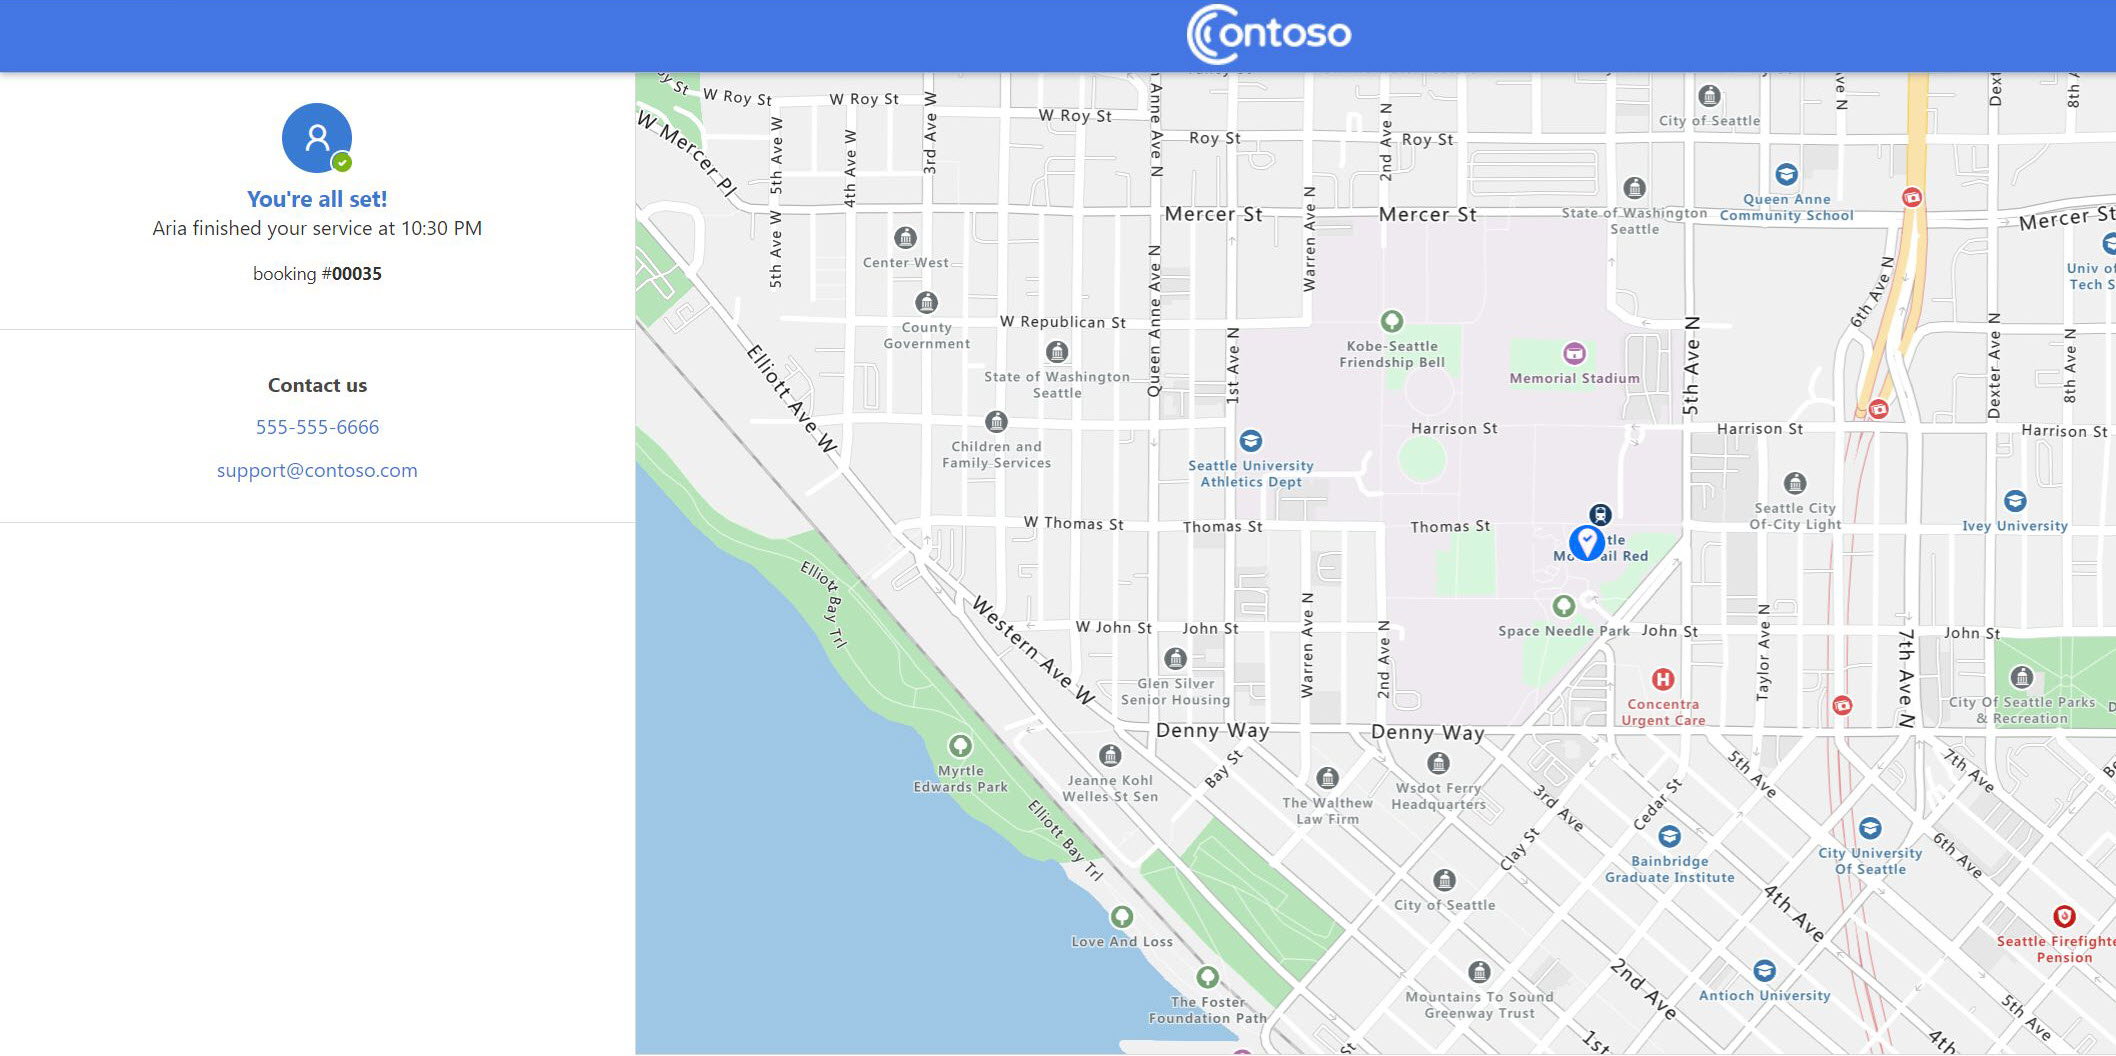 Contoso
You're all set!
Aria finished your service at 10:30 PM
booking #00035
Contact us
555-555-6666
support@contoso.com
W Roy St
W Roy St
3rd Ave W
W Roy St
Roy St
2nd Ave N
Roy St
City of Seattle
W Mercer Pl
5th Ave W
4th Ave W
Mercer St
Mercer St
State of Washington
Seattle
Queen Anne
Community School
Mercer St
5th Ave W
Center West
Warren Ave N
6th Ave N
County
Government
W Republican St
Queen Anne Ave N
1st Ave N
Kobe-Seattle
Friendship Bell
Memorial Stadium
5th Ave N
Dexter Ave N
8th Ave N
State of Washington
Seattle
Elliott Ave W
Children and
Family Services
Harrison St
Harrison St
Harrison St
Seattle University
Athletics Dept
Seattle City
Of-City Light
Ivey University
W Thomas St
Thomas St
Thomas St
Red
Elliott Bay Trl
Western Ave W
W John St
John St
Warren Ave N
2nd Ave N
Space Needle Park
John St
Taylor Ave N
7th Ave N
John St
Glen Silver
Senior Housing
Concentra
Urgent Care
City Of Seattle Parks
& Recreation
Denny Way
Denny Way
Myrtle
Edwards Park
Jeanne Kohl
Welles St Sen
Bay St
The Walthew
Law Firm
Wsdot Ferry
Headquarters
3rd Ave
Cedar St
5th Ave
7th Ave
Elliott Bay Trl
Clay St
Bainbridge
Graduate Institute
City University
Of Seattle
6th Ave
City of Seattle
4th Ave
Love And Loss
Seattle Firefighte
Pension
The Foster
Foundation Path
Mountains To Sound
Greenway Trust
2nd Ave
Antioch University
5th Ave
4th
1st